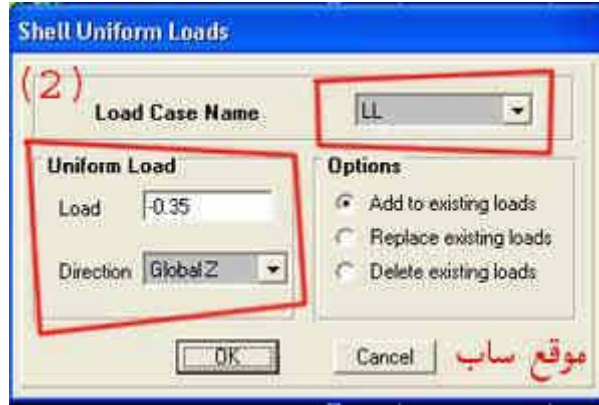 Shell Uniform Loads
(2)
Load Case Name LL
Uniform Load
Load -0.35
Direction Global Z
Options
Add to existing loads
Replace existing loads
Delete existing loads
OK Cancel
موقع ساب